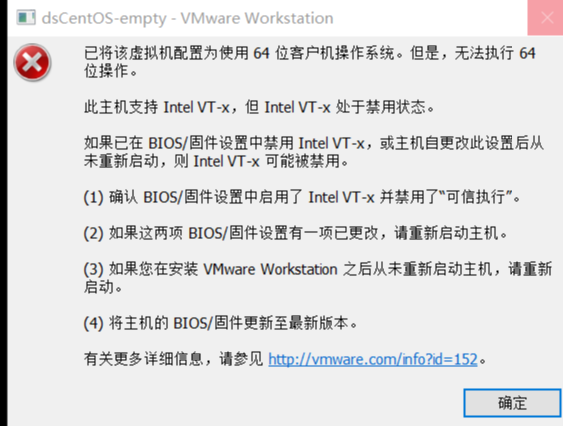 dsCentOS-empty - VMware Workstation
已将该虚拟机配置为使用 64 位客户机操作系统。但是，无法执行 64
位操作。
此主机支持 Intel VT-x，但 Intel VT-x 处于禁用状态。
如果已在 BIOS/固件设置中禁用 Intel VT-x，或主机自更改此设置后从
未重新启动，则 Intel VT-x 可能被禁用。
(1) 确认 BIOS/固件设置中启用了 Intel VT-x 并禁用了“可信执行”。
(2) 如果这两项 BIOS/固件设置有一项已更改，请重新启动主机。
(3) 如果您在安装 VMware Workstation 之后从未重新启动主机，请重新
启动。
(4) 将主机的 BIOS/固件更新至最新版本。
有关更多详细信息，请参见 http://vmware.com/info?id=152。
确定